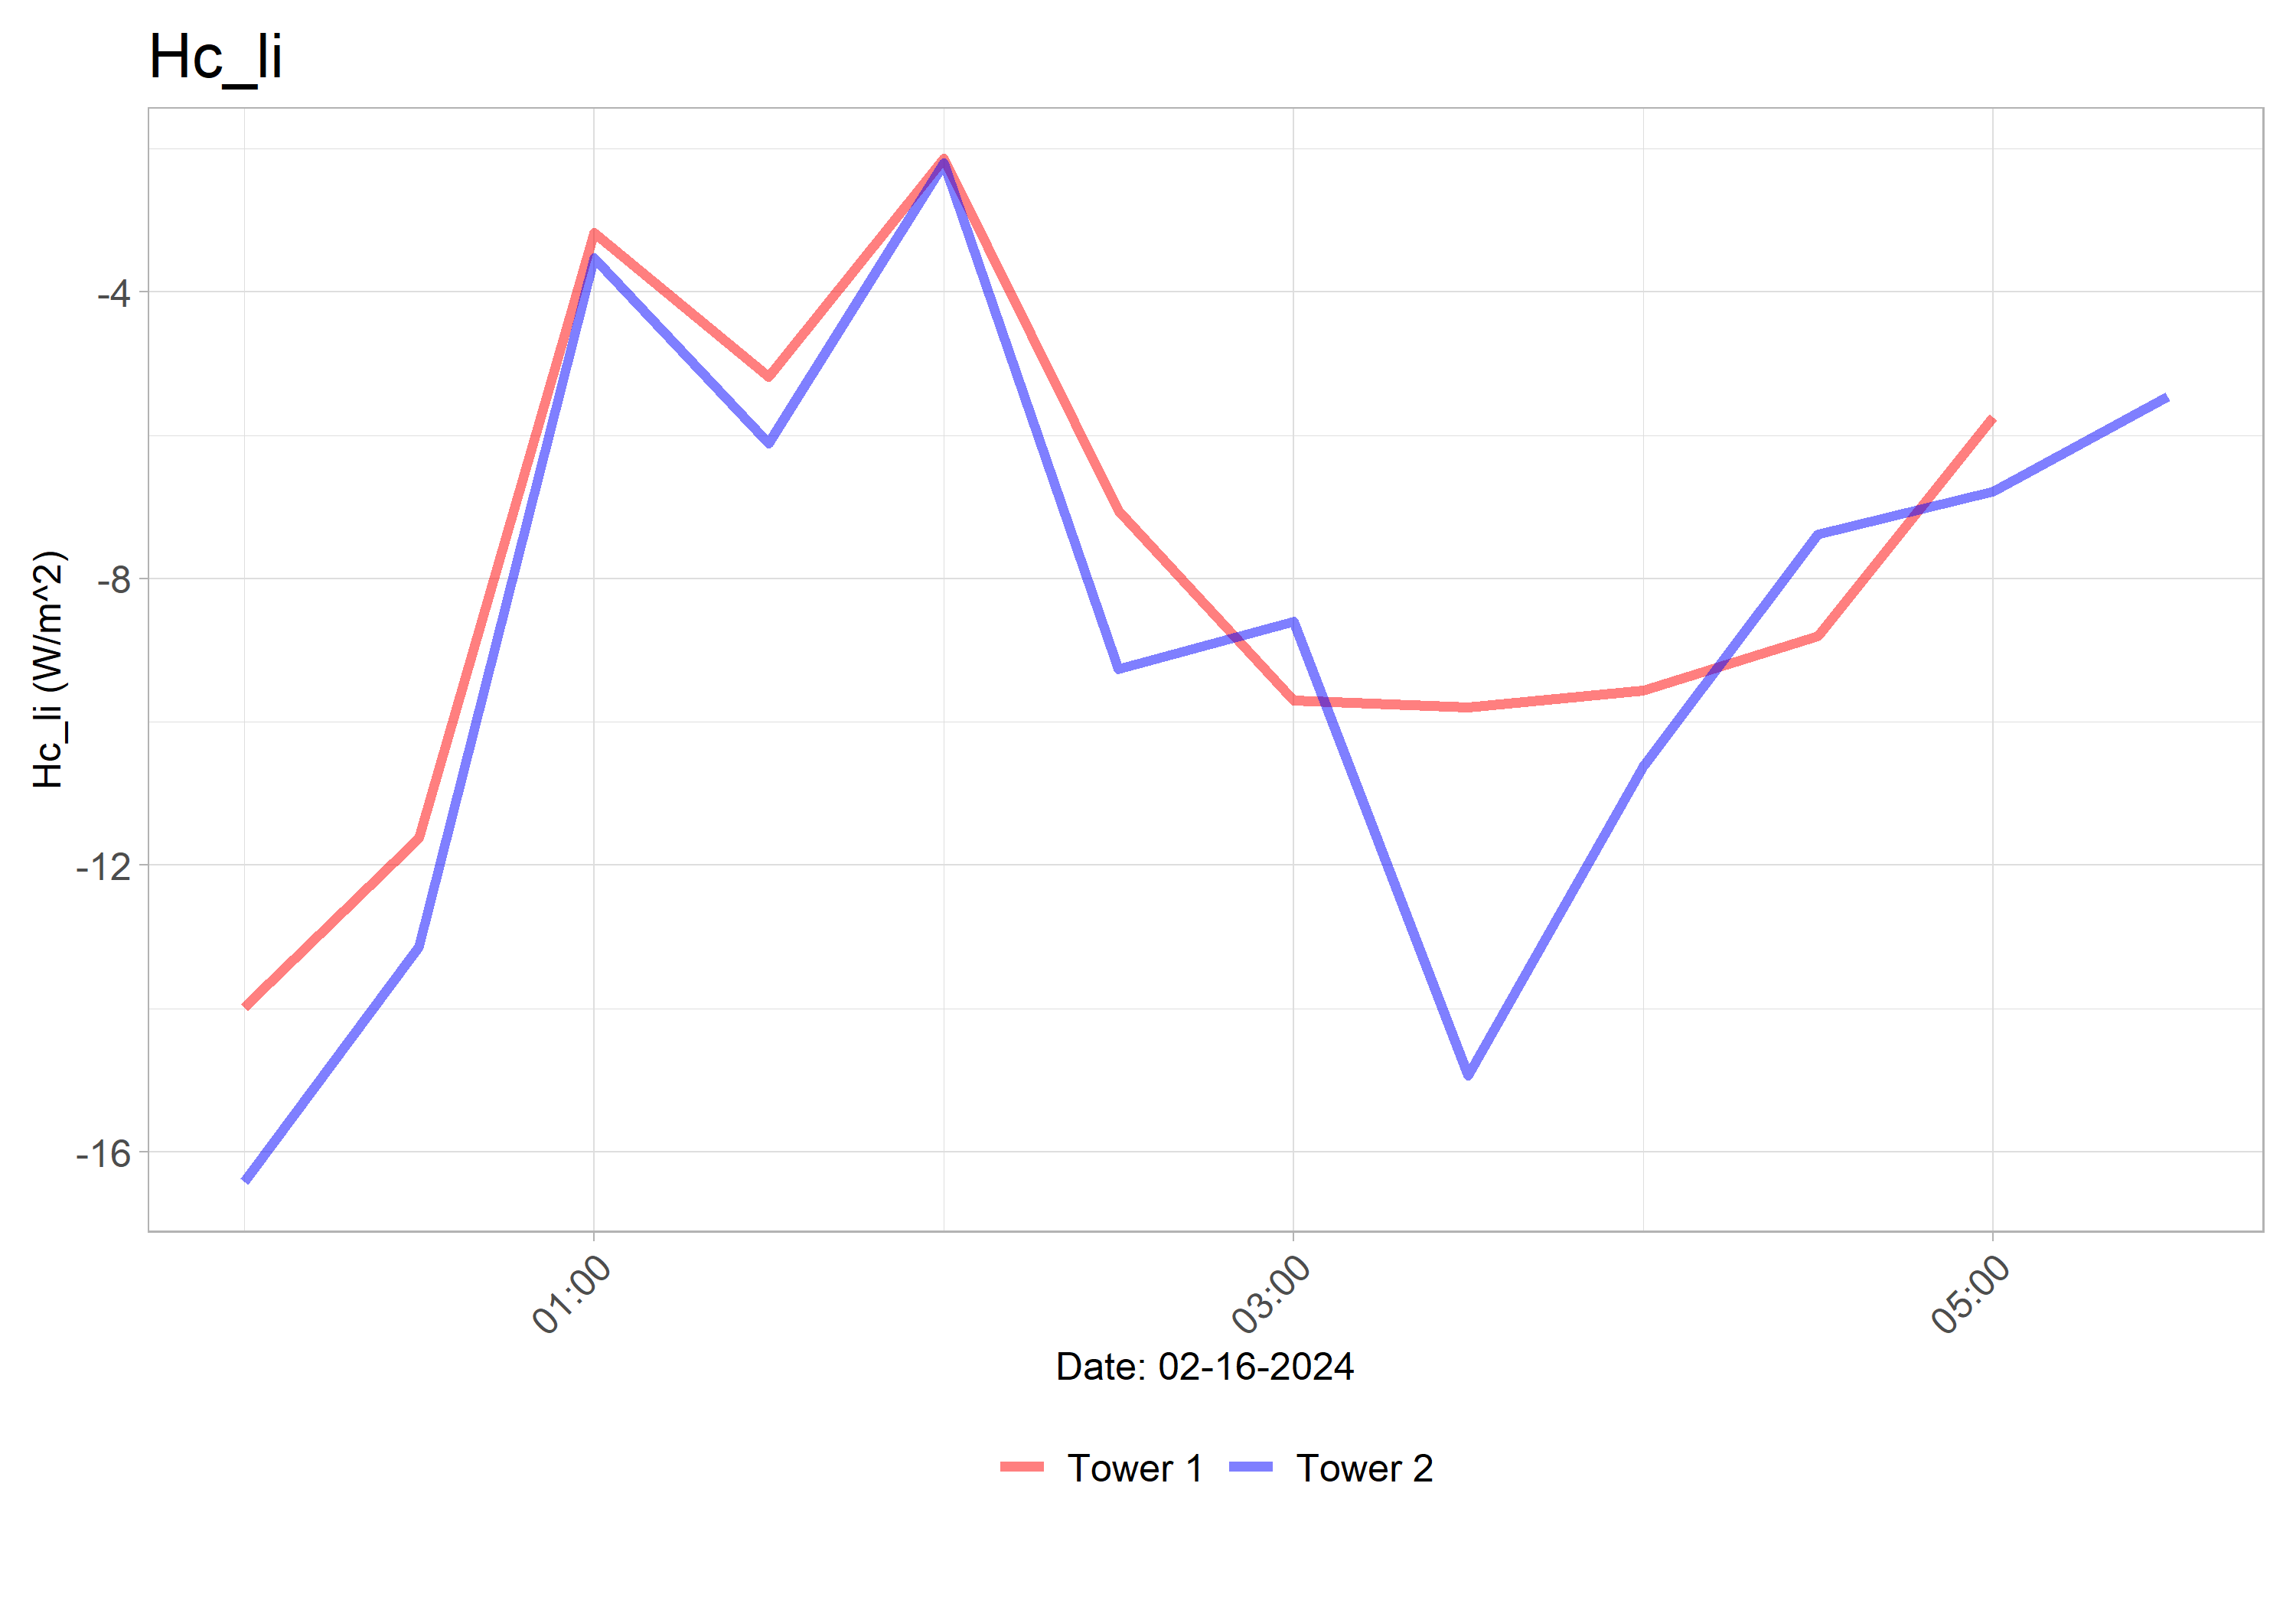 Hc_li
Hc_li (W/m^2)
-4
-8
-12
-16
01:00
03:00
05:00
Date: 02-16-2024
Tower 1
Tower 2